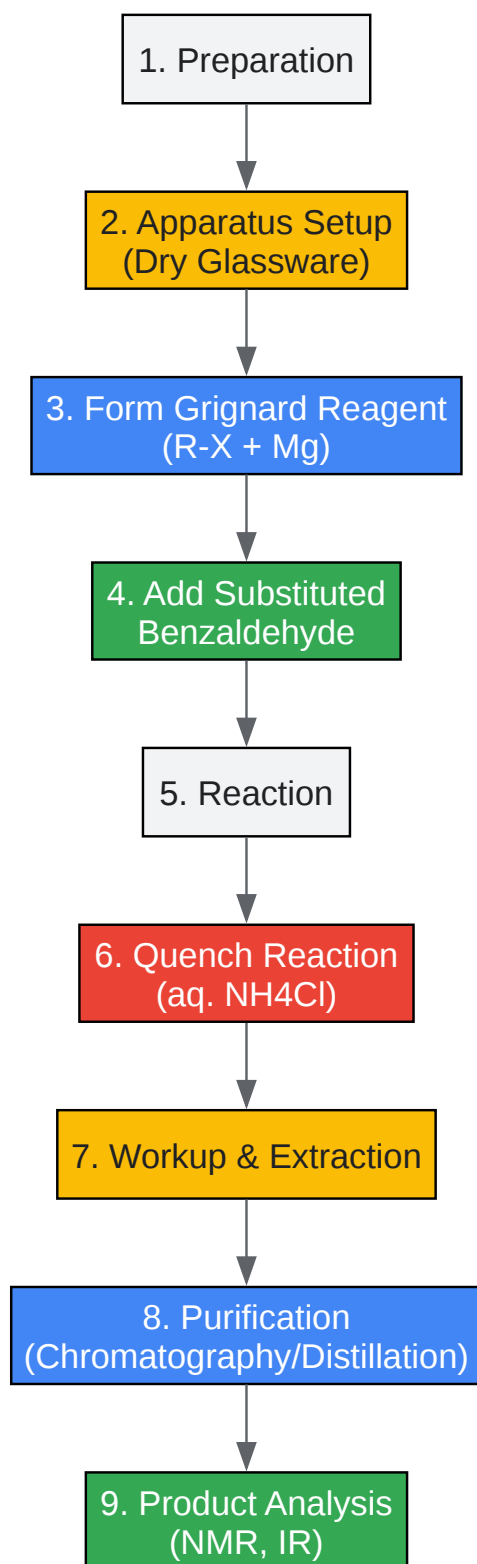 1. Preparation
2. Apparatus Setup
(Dry Glassware)
3. Form Grignard Reagent
(R-X + Mg)
4. Add Substituted
Benzaldehyde
5. Reaction
6. Quench Reaction
(aq. NH4Cl)
7. Workup & Extraction
8. Purification
(Chromatography/Distillation)
9. Product Analysis
(NMR, IR)